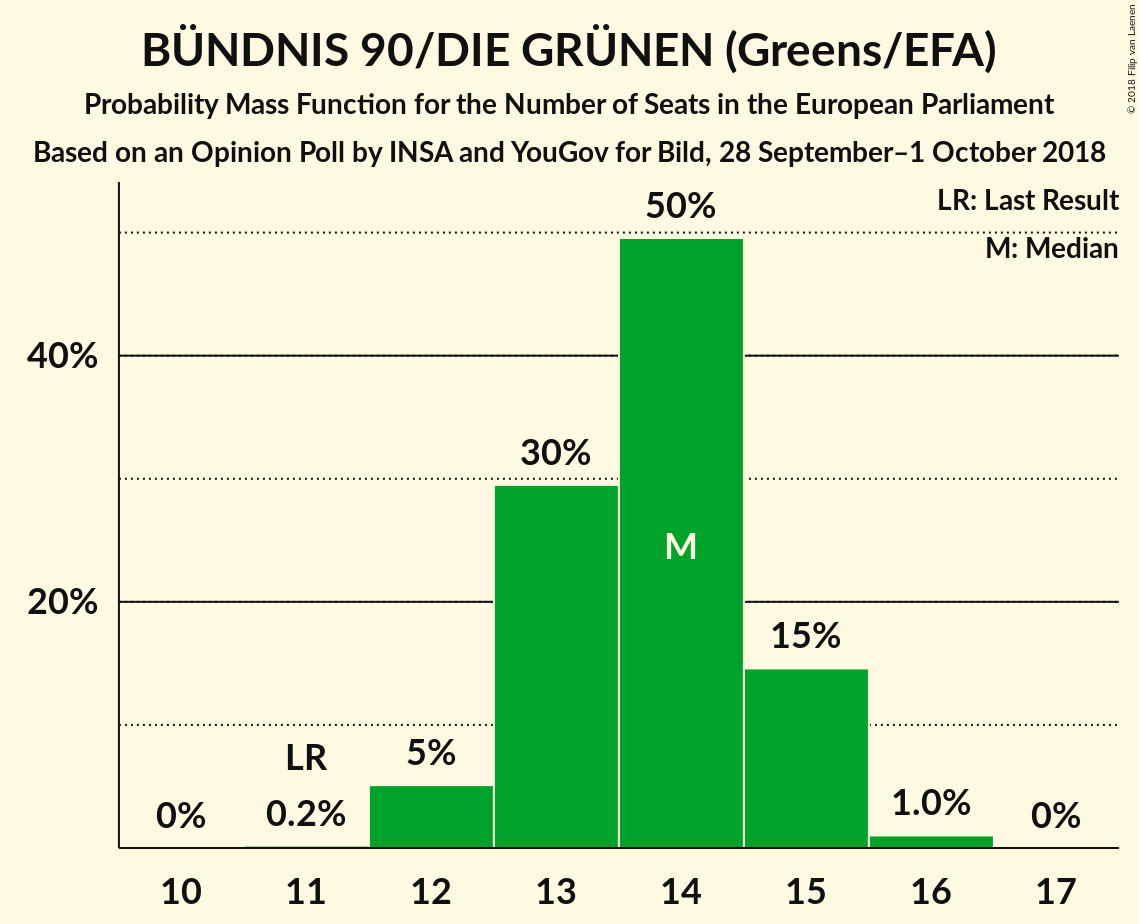 BÜNDNIS 90/DIE GRÜNEN (Greens/EFA)
Probability Mass Function for the Number of Seats in the European Parliament
Based on an Opinion Poll by INSA and YouGov for Bild, 28 September–1 October 2018
© 2018 Filip van Laenen
LR: Last Result
M: Median
50%
40%
30%
M
20%
15%
LR
5%
0%
0.2%
1.0%
0%
10 11 12 13 14 15 16 17